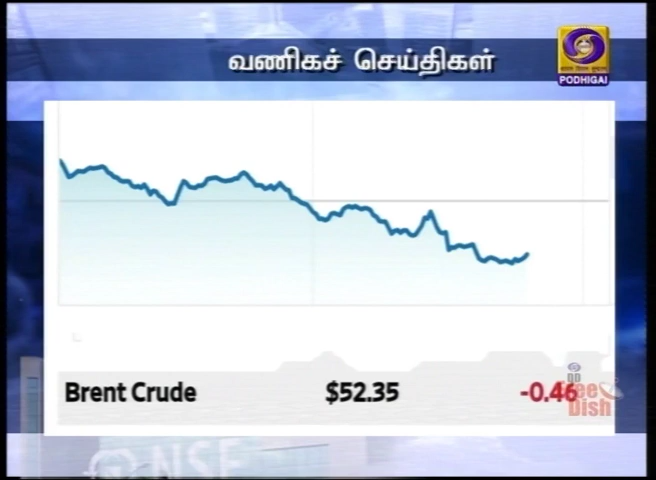 வணிகச் செய்திகள்
PODHIGAI
Brent Crude $52.35 -0.46
DD
Free Dish
NSE